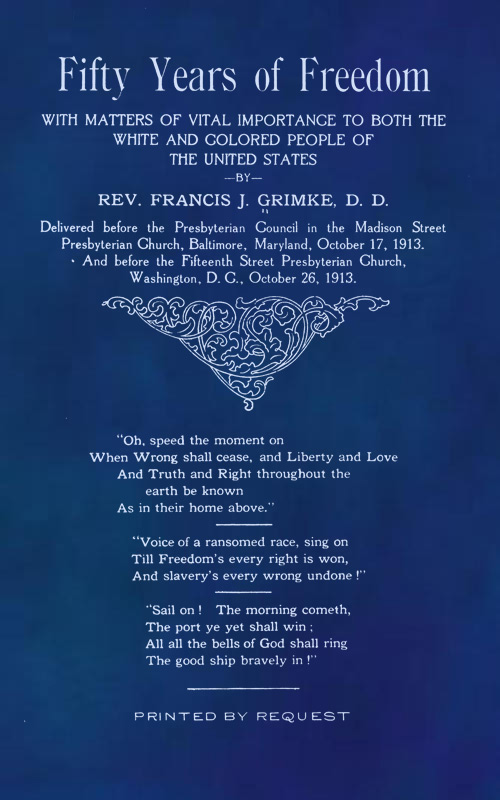 Fifty Years of Freedom
WITH MATTERS OF VITAL IMPORTANCE TO BOTH THE
WHITE AND COLORED PEOPLE OF
THE UNITED STATES
—BY—
REV. FRANCIS J. GRIMKE, D. D.
Delivered before the Presbyterian Council in the Madison Street
Presbyterian Church, Baltimore, Maryland, October 17, 1913.
And before the Fifteenth Street Presbyterian Church,
Washington, D. C., October 26, 1913.
"Oh, speed the moment on
When Wrong shall cease, and Liberty and Love
And Truth and Right throughout the
earth be known
As in their home above."
"Voice of a ransomed race, sing on
Till Freedom's every right is won,
And slavery's every wrong undone!"
"Sail on! The morning cometh,
The port ye yet shall win;
All all the bells of God shall ring
The good ship bravely in!"
PRINTED BY REQUEST